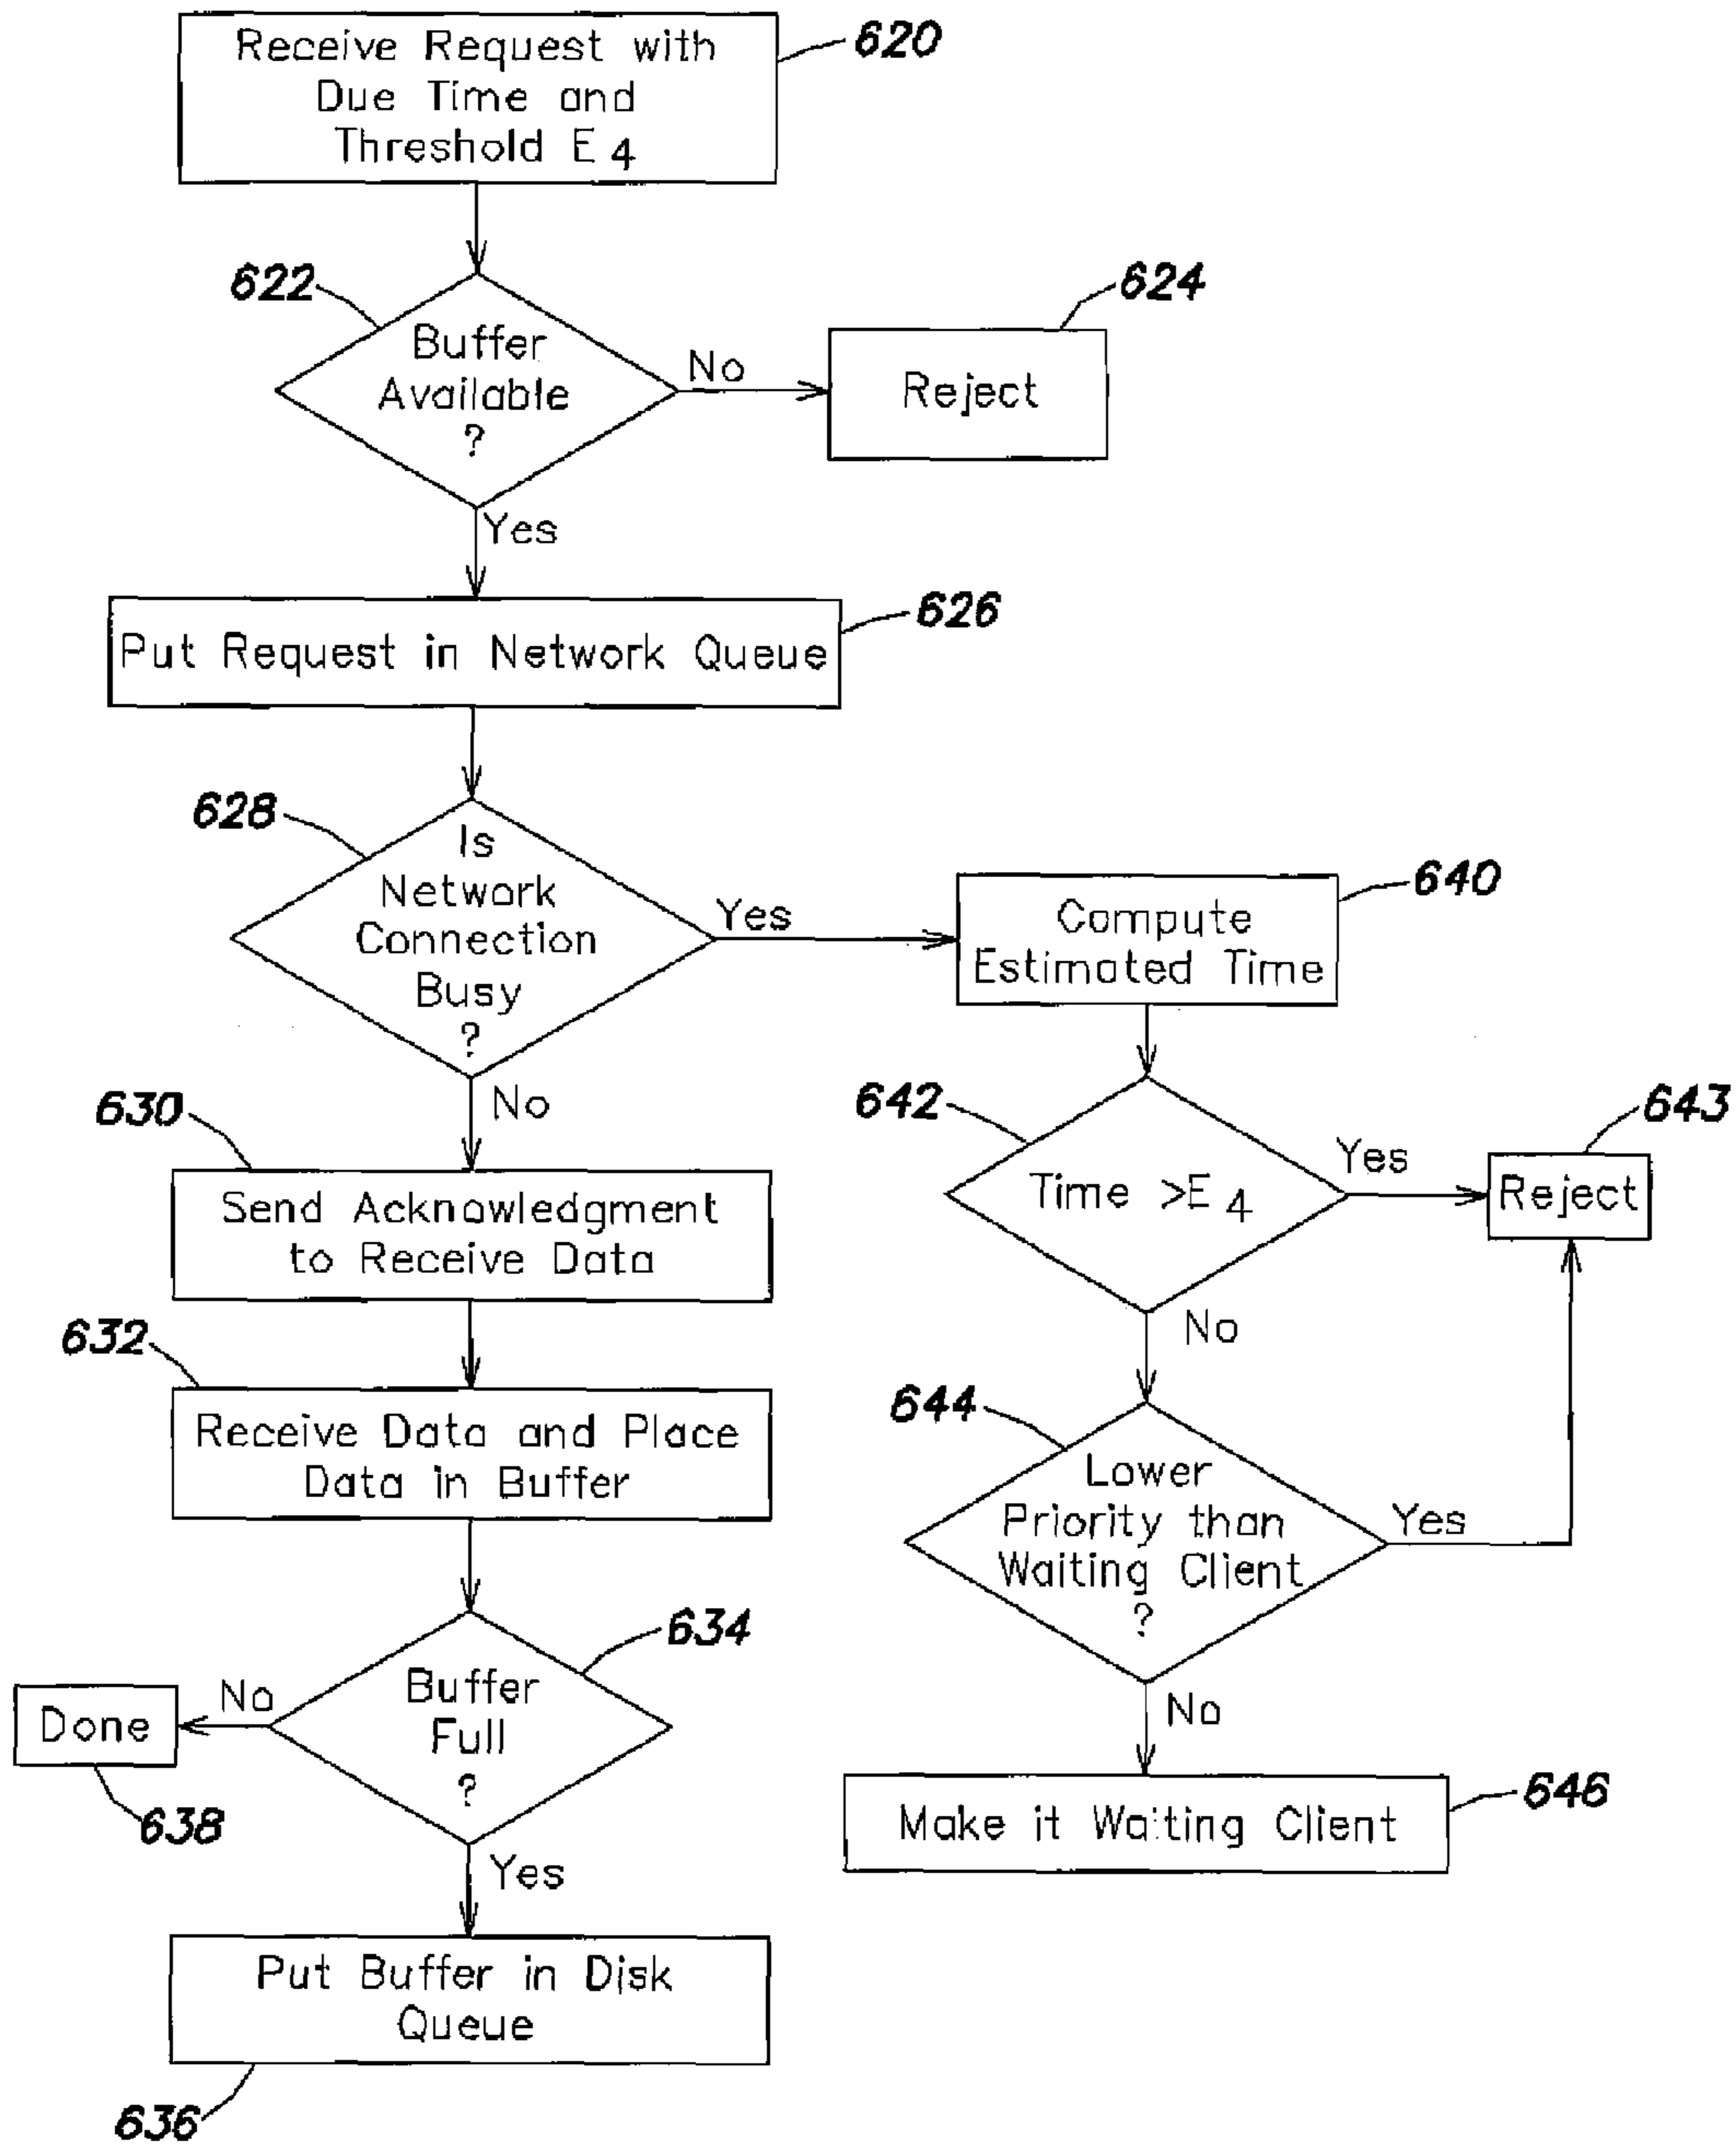 Receive Request with
Due Time and
Threshold E 4
620
622
Buffer
Available
?
No
624
Reject
Yes
626
Put Request in Network Queue
628
Is
Network
Connection
Busy
?
Yes
640
Compute
Estimated Time
No
630
Send Acknowledgment
to Receive Data
642
Time >E 4
Yes
643
Reject
No
632
Receive Data and Place
Data in Buffer
644
Lower
Priority than
Waiting Client
?
Yes
634
Buffer
Full
?
No
Done
638
No
646
Make it Waiting Client
Yes
Put Buffer in Disk
Queue
636